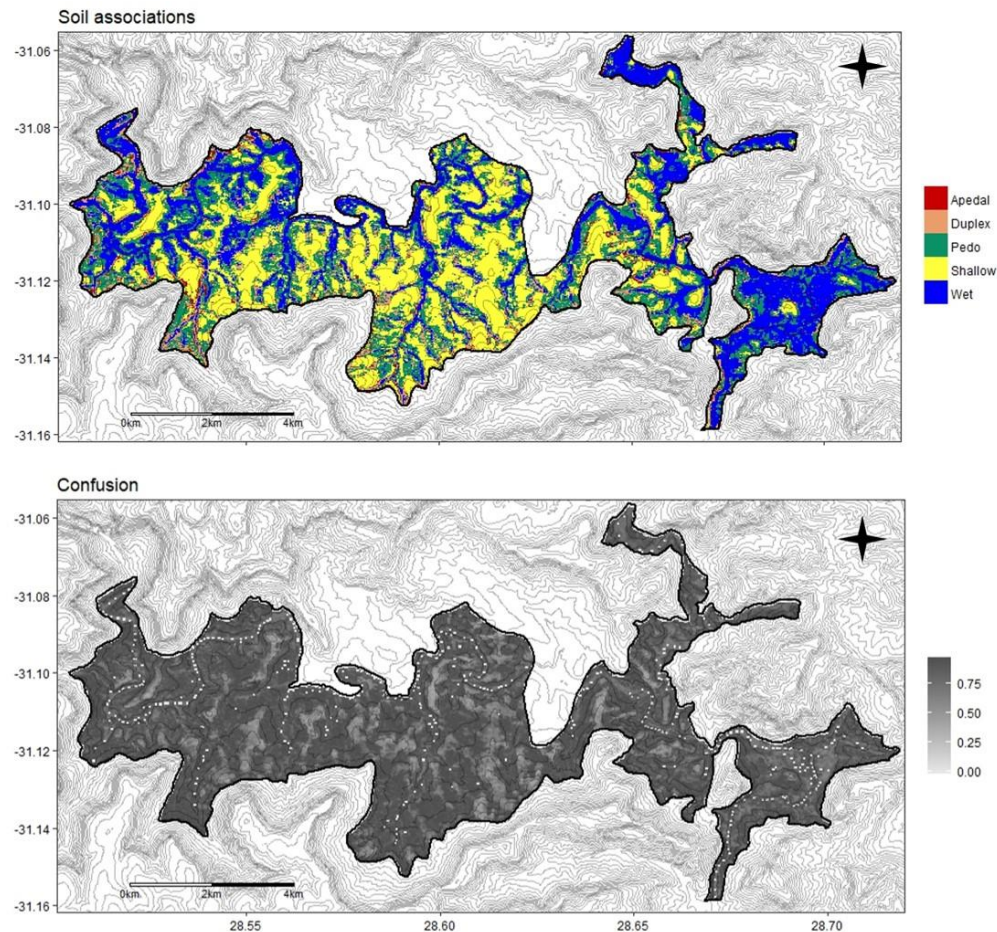 Soil associations
-31.06
-31.08
-31.10
-31.12
-31.14
-31.16
0km 2km 4km
Apedal
Duplex
Pedo
Shallow
Wet
Confusion
-31.06
-31.08
-31.10
-31.12
-31.14
-31.16
0km 2km 4km
0.75
0.50
0.25
0.00
28.55 28.60 28.65 28.70